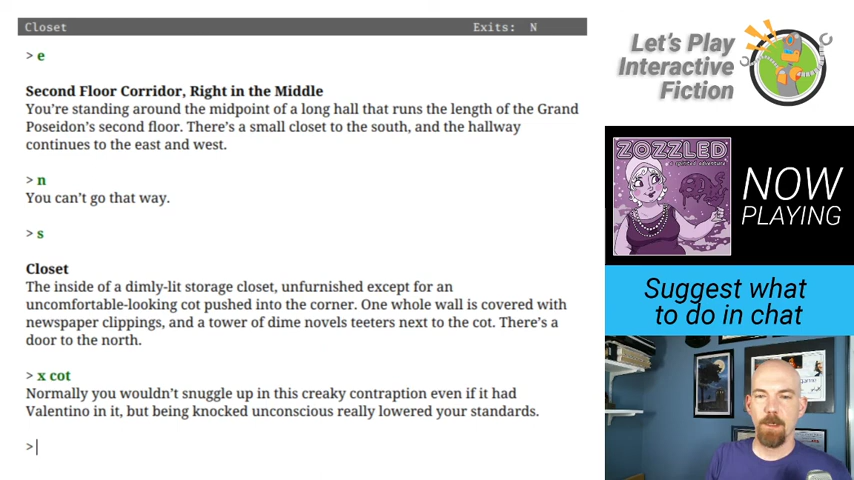 Closet Exits: N
> e
Second Floor Corridor, Right in the Middle
You're standing around the midpoint of a long hall that runs the length of the Grand
Poseidon's second floor. There's a small closet to the south, and the hallway
continues to the east and west.
> n
You can't go that way.
> s
Closet
The inside of a dimly-lit storage closet, unfurnished except for an
uncomfortable-looking cot pushed into the corner. One whole wall is covered with
newspaper clippings, and a tower of dime novels teeters next to the cot. There's a
door to the north.
> x cot
Normally you wouldn't snuggle up in this creaky contraption even if it had
Valentino in it, but being knocked unconscious really lowered your standards.
>
Let's Play
Interactive
Fiction
ZOZZLED
a spirited adventure
NOW
PLAYING
Suggest what
to do in chat